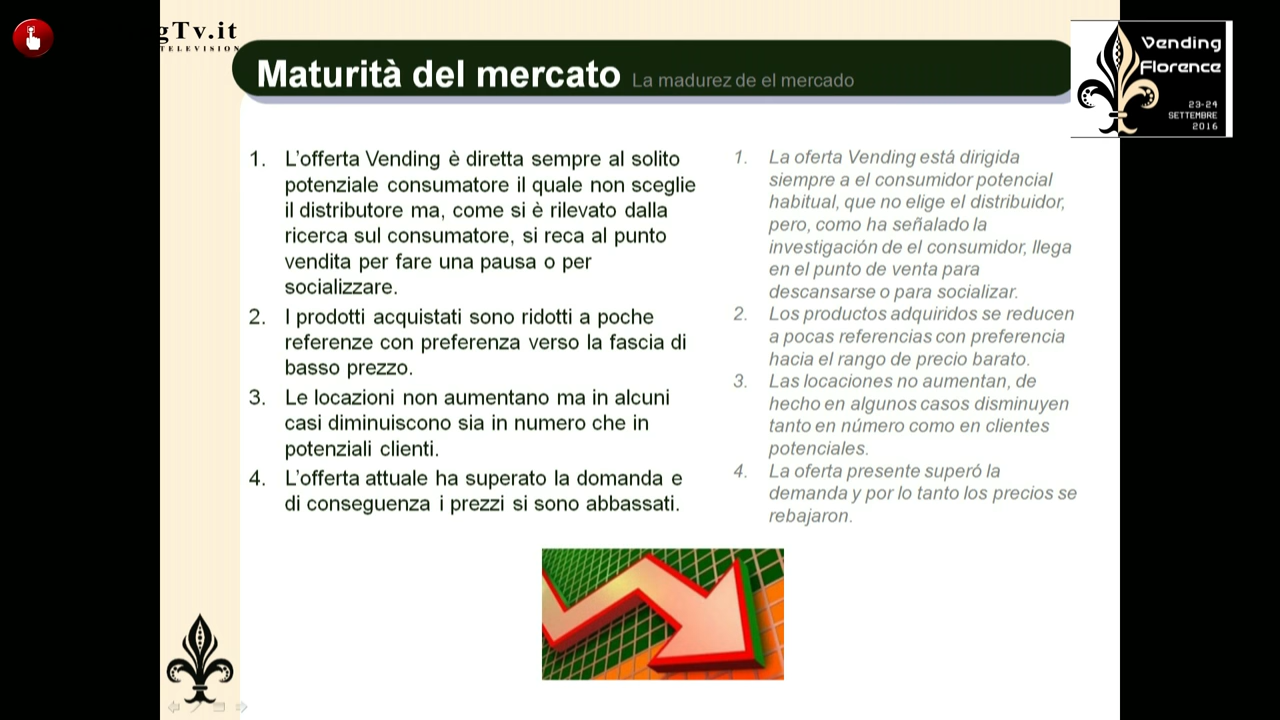 gTv.it
TELEVISION
Maturità del mercato La madurez de el mercado
Vending
Florence
23-24
SETTEMBRE
2016
1. L'offerta Vending è diretta sempre al solito
potenziale consumatore il quale non sceglie
il distributore ma, come si è rilevato dalla
ricerca sul consumatore, si reca al punto
vendita per fare una pausa o per
socializzare.
2. I prodotti acquistati sono ridotti a poche
referenze con preferenza verso la fascia di
basso prezzo.
3. Le locazioni non aumentano ma in alcuni
casi diminuiscono sia in numero che in
potenziali clienti.
4. L'offerta attuale ha superato la domanda e
di conseguenza i prezzi si sono abbassati.
1. La oferta Vending está dirigida
siempre a el consumidor potencial
habitual, que no elige el distribuidor,
pero, como ha señalado la
investigación de el consumidor, llega
en el punto de venta para
descansarse o para socializar.
2. Los productos adquiridos se reducen
a pocas referencias con preferencia
hacia el rango de precio barato.
3. Las locaciones no aumentan, de
hecho en algunos casos disminuyen
tanto en número como en clientes
potenciales.
4. La oferta presente superó la
demanda y por lo tanto los precios se
rebajaron.